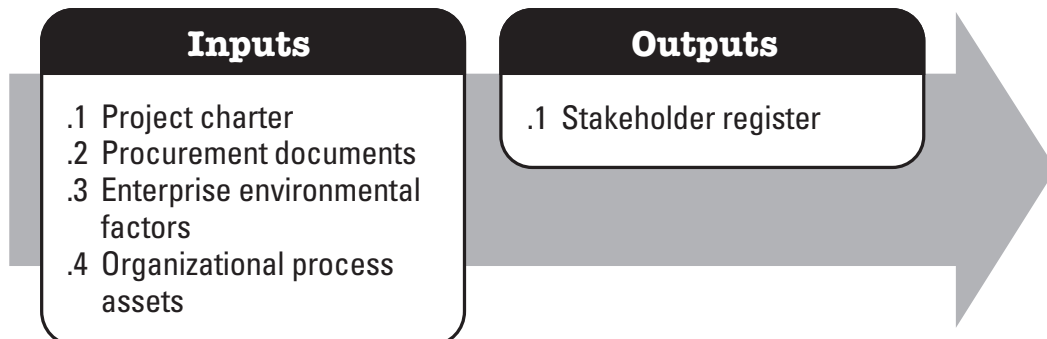 Inputs
.1 Project charter
.2 Procurement documents
.3 Enterprise environmental
factors
.4 Organizational process
assets
Outputs
.1 Stakeholder register